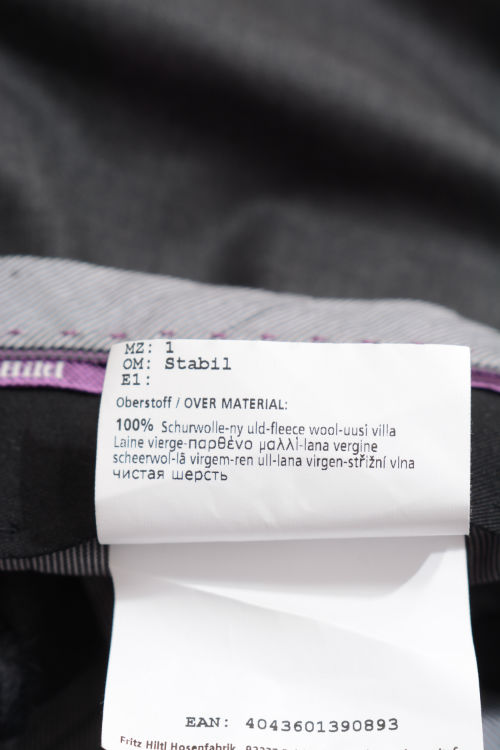 MZ: 1
OM: Stabil
E1:
Hiltl
Oberstoff / OVER MATERIAL:
100% Schurwolle-ny uld-fleece wool-uusi villa
Laine vierge-παρθένο μαλλί-lana vergine
scheerwol-lã virgem-ren ull-lana virgen-střižní vlna
чистая шерсть
EAN: 4043601390893
Fritz Hiltl Hosenfabrik